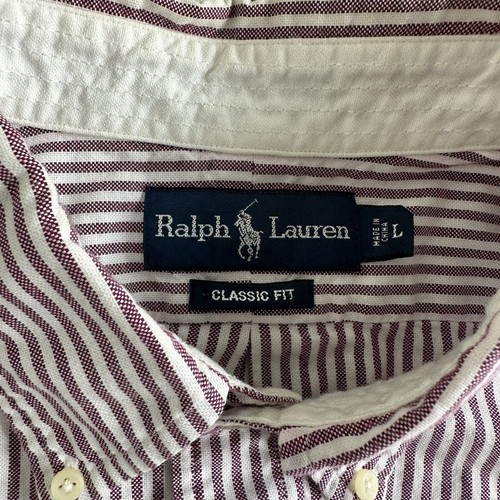 Ralph Lauren
MADE IN
CHINA
L
CLASSIC FIT